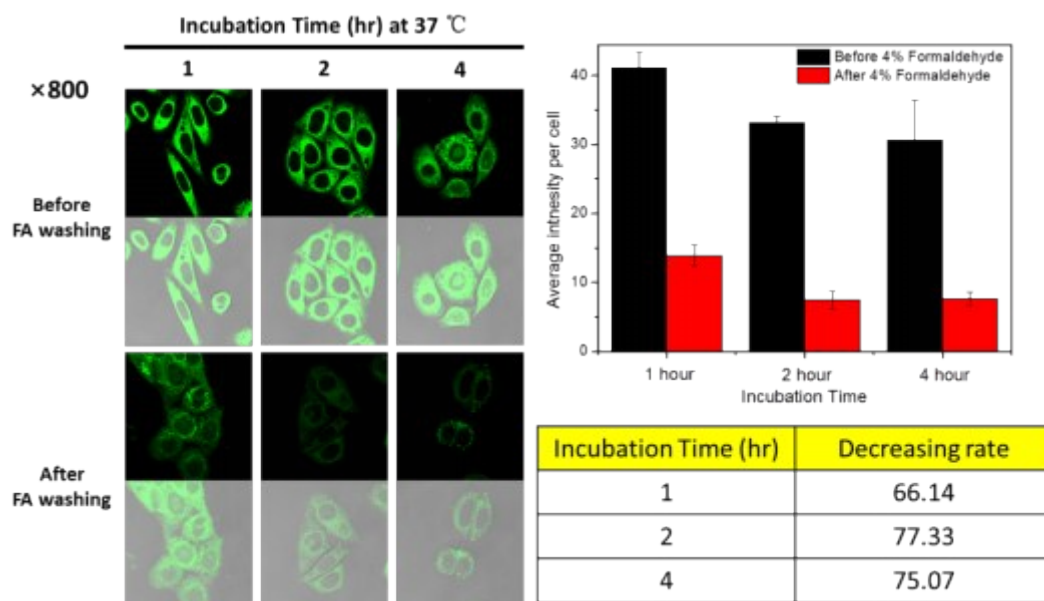 Incubation Time (hr) at 37 ℃
1 2 4
×800
Before
FA washing
After
FA washing
Before 4% Formaldehyde
After 4% Formaldehyde
Average intnesity per cell
40
30
20
10
0
1 hour 2 hour 4 hour
Incubation Time
Incubation Time (hr) Decreasing rate
1 66.14
2 77.33
4 75.07